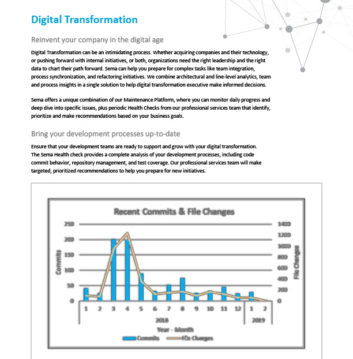 Digital Transformation
Reinvent your company in the digital age
Digital Transformation can be an intimidating process. Whether acquiring companies and their technology,
or pushing forward with internal initiatives, or both, organizations need the right leadership and the right
data to chart their path forward. Sema can help you prepare for complex tasks like team integration,
process synchronization, and refactoring initiatives. We combine architectural and line-level analytics, team
and process insights in a single solution to help digital transformation executive make informed decisions.
Sema offers a unique combination of our Maintenance Platform, where you can monitor daily progress and
deep dive into specific issues, plus periodic Health Checks from our professional services team that identify,
prioritize and make recommendations based on your business goals.
Bring your development processes up-to-date
Ensure that your development teams are ready to support and grow with your digital transformation.
The Sema Health check provides a complete analysis of your development processes, including code
commit behavior, repository management, and test coverage. Our professional services team will make
targeted, prioritized recommendations to help you prepare for new initiatives.
Recent Commits & File Changes
250 1400
200 1200
150 1000
100 800
50 600
0 400
200
0
Commits
File Changes
1 2 3 4 5 6 7 8 9 10 11 12 1 2
2018 2019
Year - Month
Commits File Changes